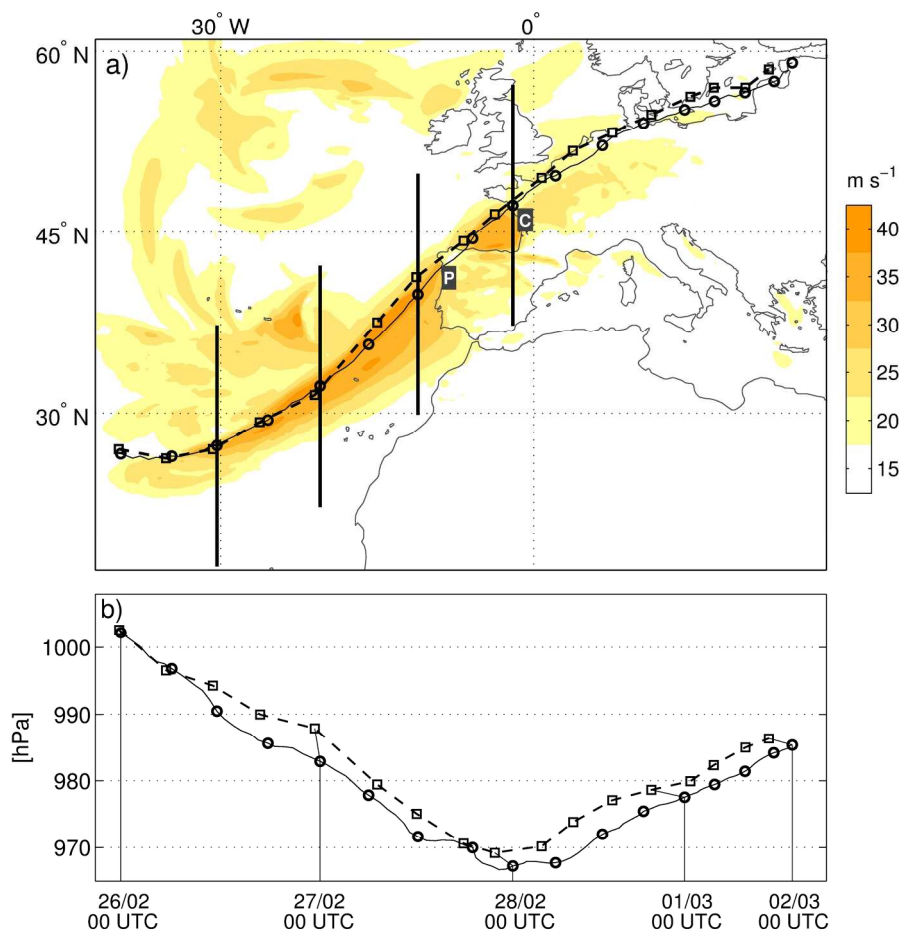 30° W 0°
a)
60° N
45° N
30° N
C
P
m s⁻¹
40
35
30
25
20
15
b)
1000
990
980
970
[hPa]
26/02 27/02 28/02 01/03 02/03
00 UTC 00 UTC 00 UTC 00 UTC 00 UTC